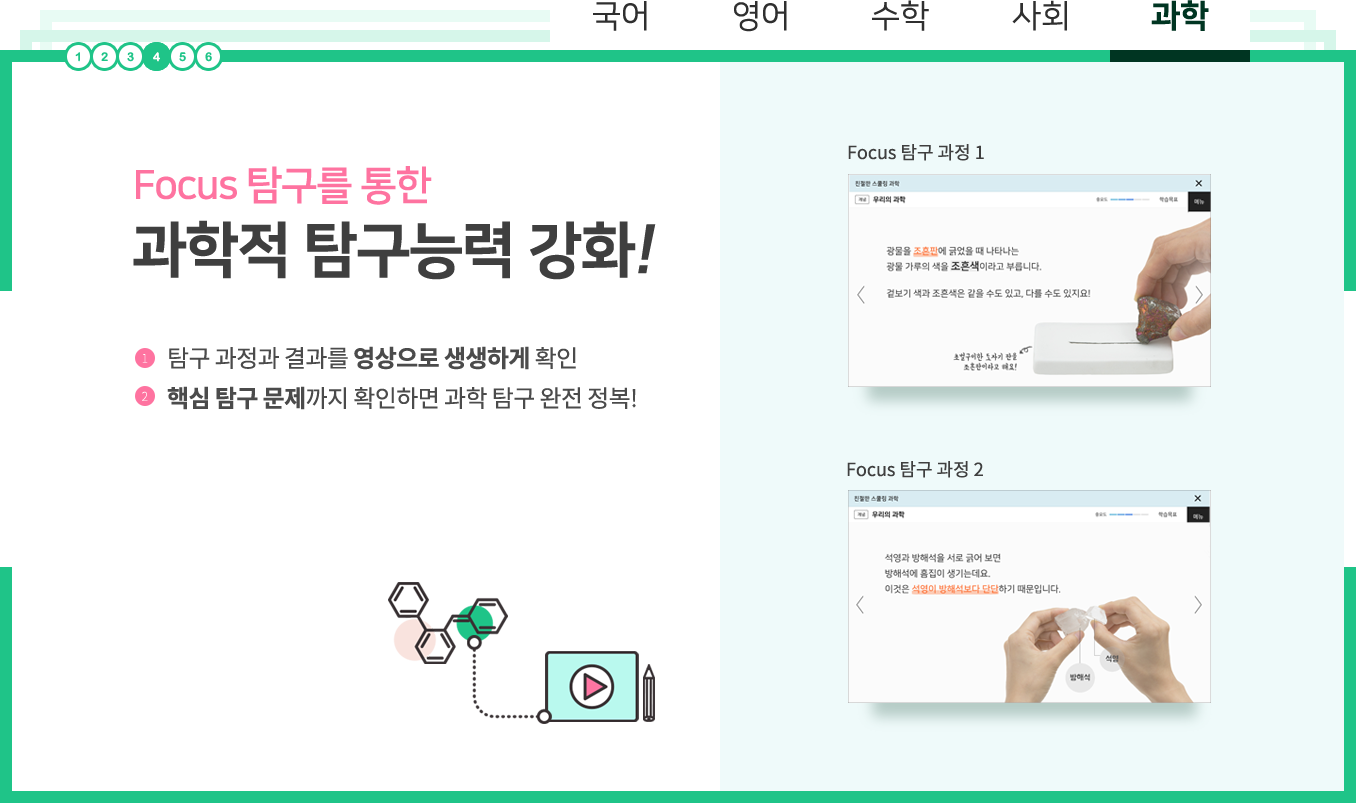 국어 영어 수학 사회 과학
1 2 3 4 5 6
Focus 탐구를 통한
과학적 탐구능력 강화!
1 탐구 과정과 결과를 영상으로 생생하게 확인
2 핵심 탐구 문제까지 확인하면 과학 탐구 완전 정복!
Focus 탐구 과정 1
친절한 스쿨링 과학
개념 우리의 과학 중요도 학습목표 메뉴
광물을 조흔판에 긁었을 때 나타나는
광물 가루의 색을 조흔색이라고 부릅니다.
겉보기 색과 조흔색은 같을 수도 있고, 다를 수도 있지요!
초벌구이한 도자기 판을
조흔판이라고 해요!
Focus 탐구 과정 2
친절한 스쿨링 과학
개념 우리의 과학 중요도 학습목표 메뉴
석영과 방해석을 서로 긁어 보면
방해석에 흠집이 생기는데요.
이것은 석영이 방해석보다 단단하기 때문입니다.
석영
방해석